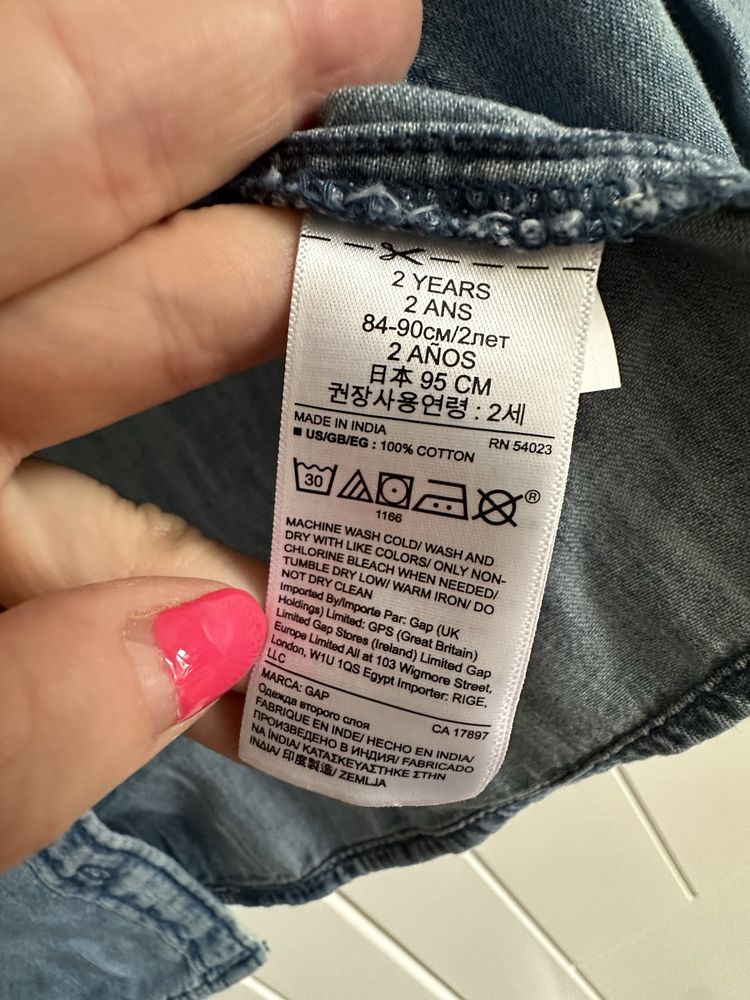 2 YEARS
2 ANS
84-90см/2лет
2 AÑOS
日本 95 CM
권장사용연령 : 2세
MADE IN INDIA
RN 54023
US/GB/EG : 100% COTTON
30
®
1166
MACHINE WASH COLD/ WASH AND
DRY WITH LIKE COLORS/ ONLY NON-
CHLORINE BLEACH WHEN NEEDED/
TUMBLE DRY LOW/ WARM IRON/ DO
NOT DRY CLEAN
Imported By/Importe Par: Gap (UK
Holdings) Limited: GPS (Great Britain)
Limited Gap Stores (Ireland) Limited Gap
Europe Limited All at 103 Wigmore Street,
London, W1U 1QS Egypt Importer: RIGE,
LLC
MARCA: GAP
CA 17897
Одежда второго слоя
FABRIQUE EN INDE/ HECHO EN INDIA/
ПРОИЗВЕДЕНО В ИНДИЯ/ FABRICADO
NA ÍNDIA/ ΚΑΤΑΣΚΕΥΑΣΤΗΚΕ ΣΤΗΝ
ΙΝΔΙΑ/ 印度製造/ ZEMLJA